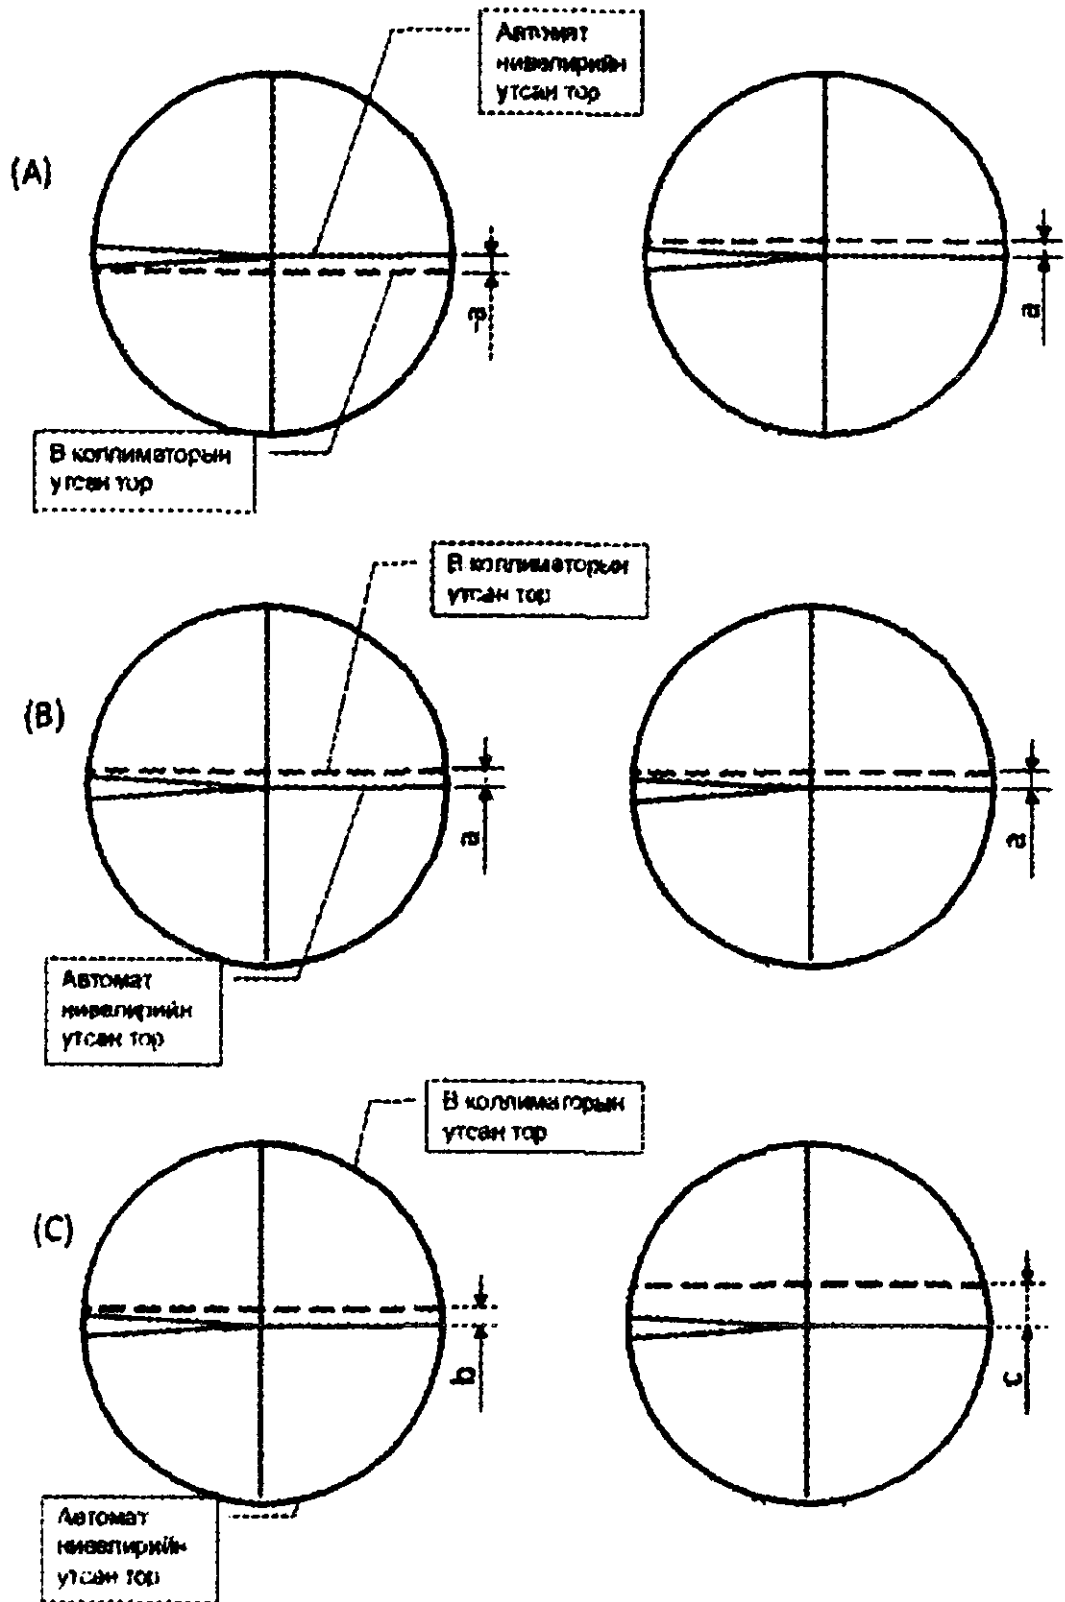 Автомат
нивелирийн
утсан тор
(A)
a
a
В коллиматорын
утсан тор
В коллиматорын
утсан тор
(B)
a
a
Автомат
нивелирийн
утсан тор
В коллиматорын
утсан тор
(C)
b
c
Автомат
нивелирийн
утсан тор